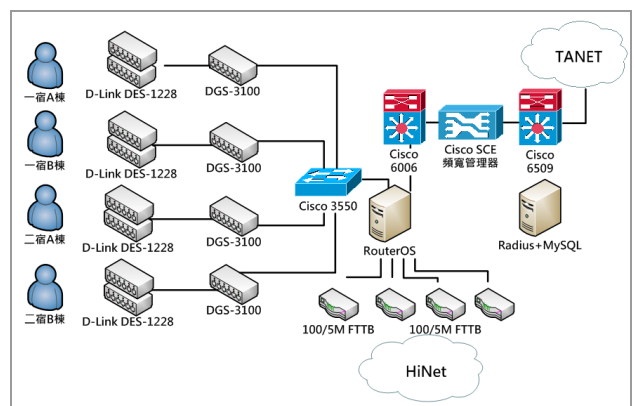 一宿A棟
D-Link DES-1228
DGS-3100
一宿B棟
D-Link DES-1228
DGS-3100
二宿A棟
D-Link DES-1228
DGS-3100
二宿B棟
D-Link DES-1228
DGS-3100
Cisco 3550
RouterOS
Cisco
6006
Cisco SCE
頻寬管理器
Cisco
6509
TANET
Radius+MySQL
100/5M FTTB
100/5M FTTB
HiNet